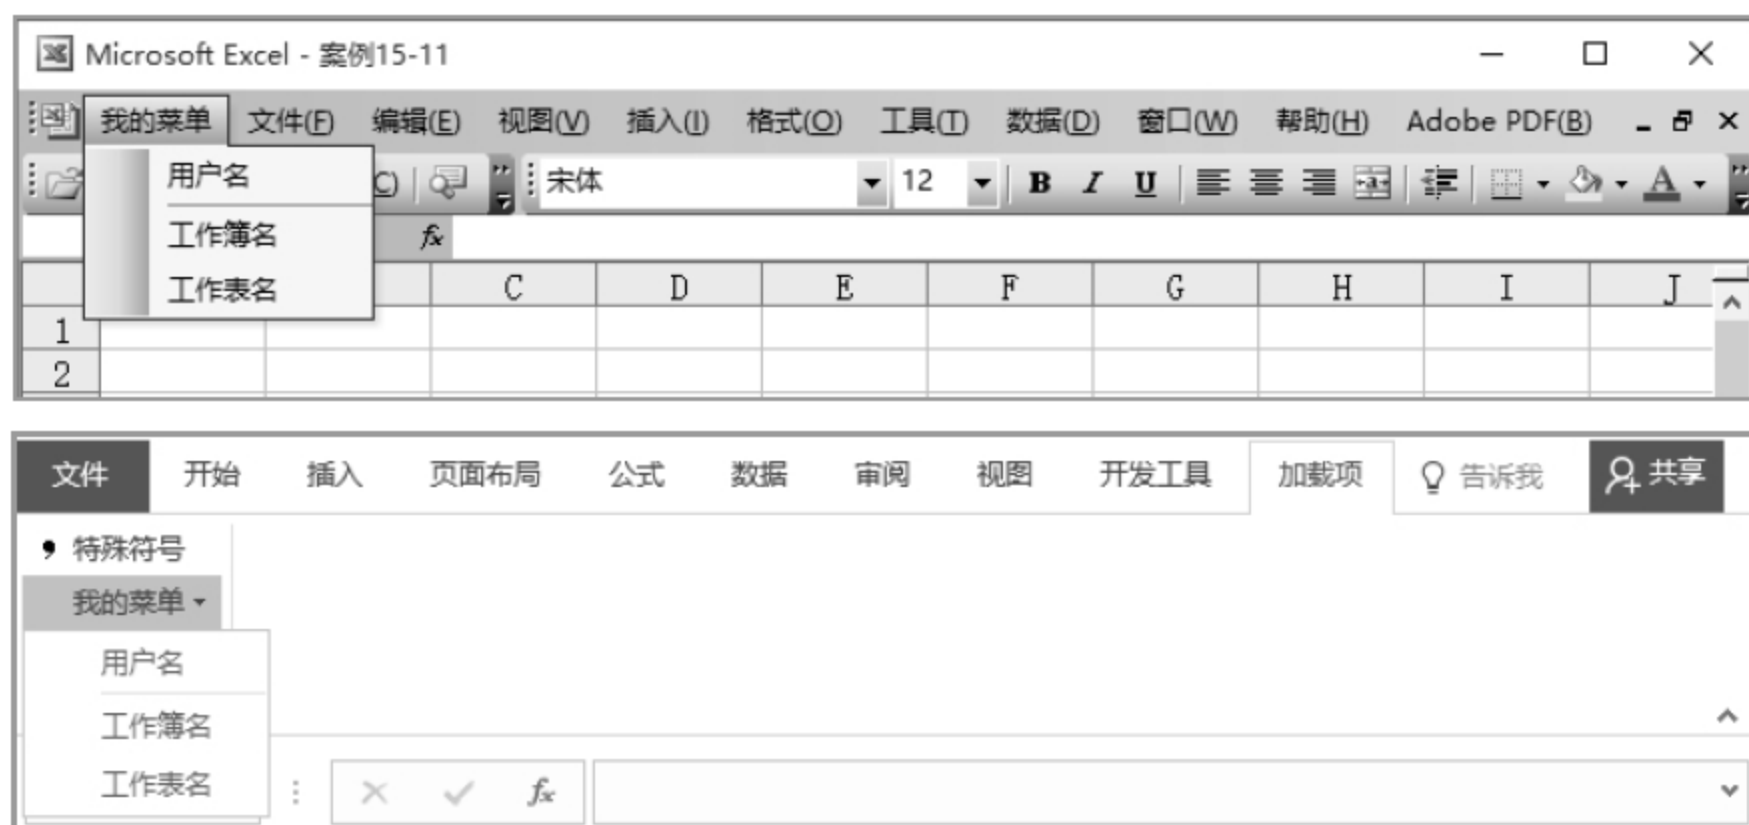 Microsoft Excel - 案例15-11
我的菜单 文件(F) 编辑(E) 视图(V) 插入(I) 格式(O) 工具(T) 数据(D) 窗口(W) 帮助(H) Adobe PDF(B)
用户名 C) 宋体 12 B I U A
工作簿名 fx
工作表名 C D E F G H I J
1
2
文件 开始 插入 页面布局 公式 数据 审阅 视图 开发工具 加载项 告诉我 共享
特殊符号
我的菜单
用户名
工作簿名
工作表名 fx